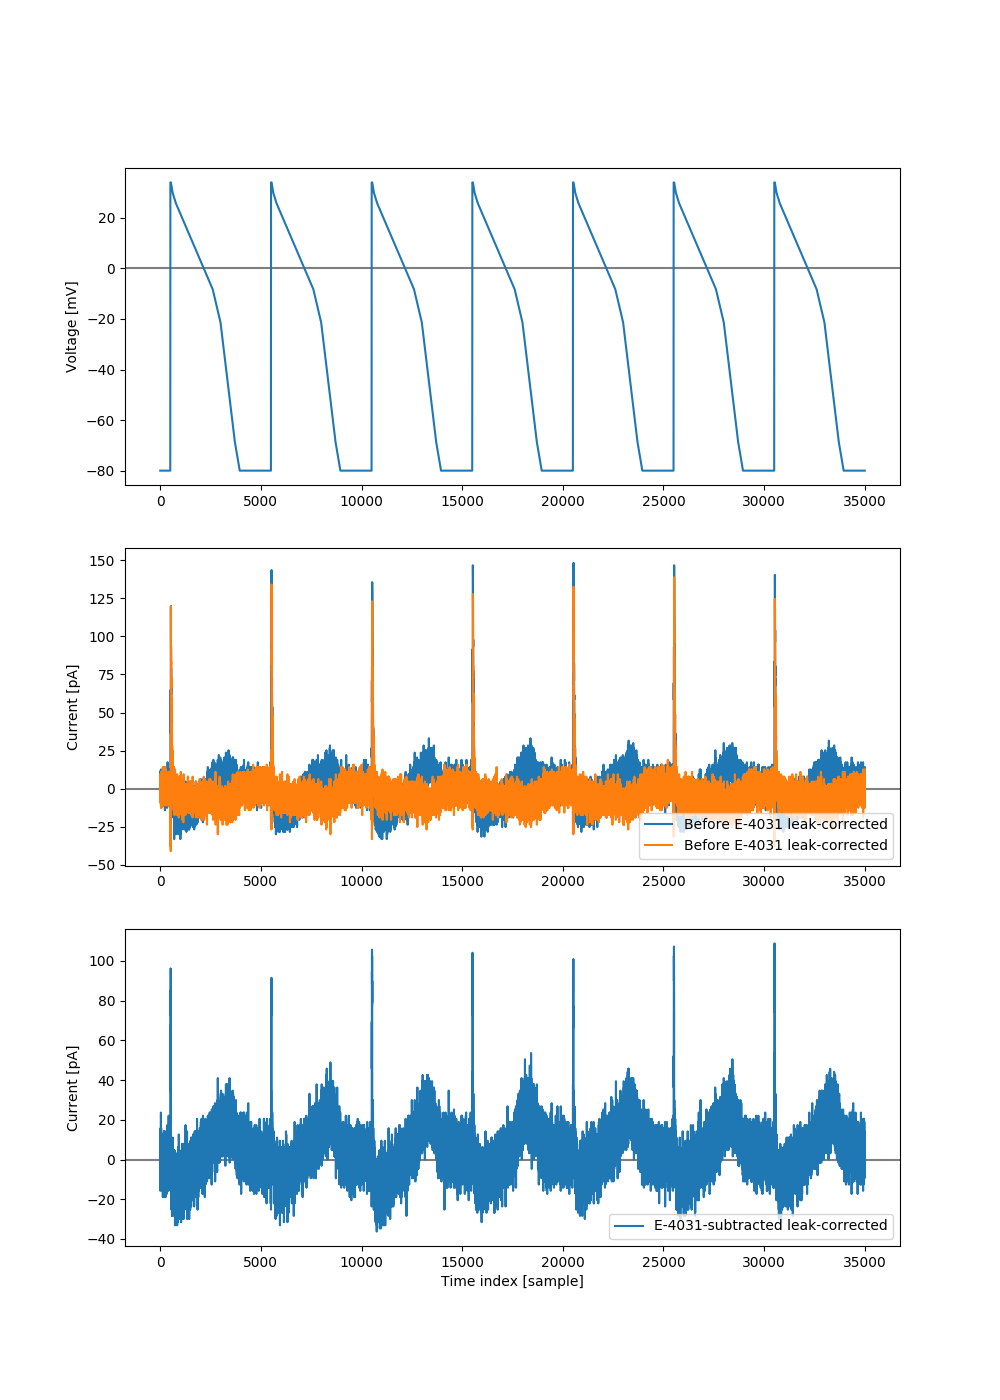 20
0
−20
−40
−60
−80
Voltage [mV]
0 5000 10000 15000 20000 25000 30000 35000
150
125
100
75
50
25
0
−25
−50
Current [pA]
Before E-4031 leak-corrected
Before E-4031 leak-corrected
0 5000 10000 15000 20000 25000 30000 35000
100
80
60
40
20
0
−20
−40
Current [pA]
E-4031-subtracted leak-corrected
0 5000 10000 15000 20000 25000 30000 35000
Time index [sample]